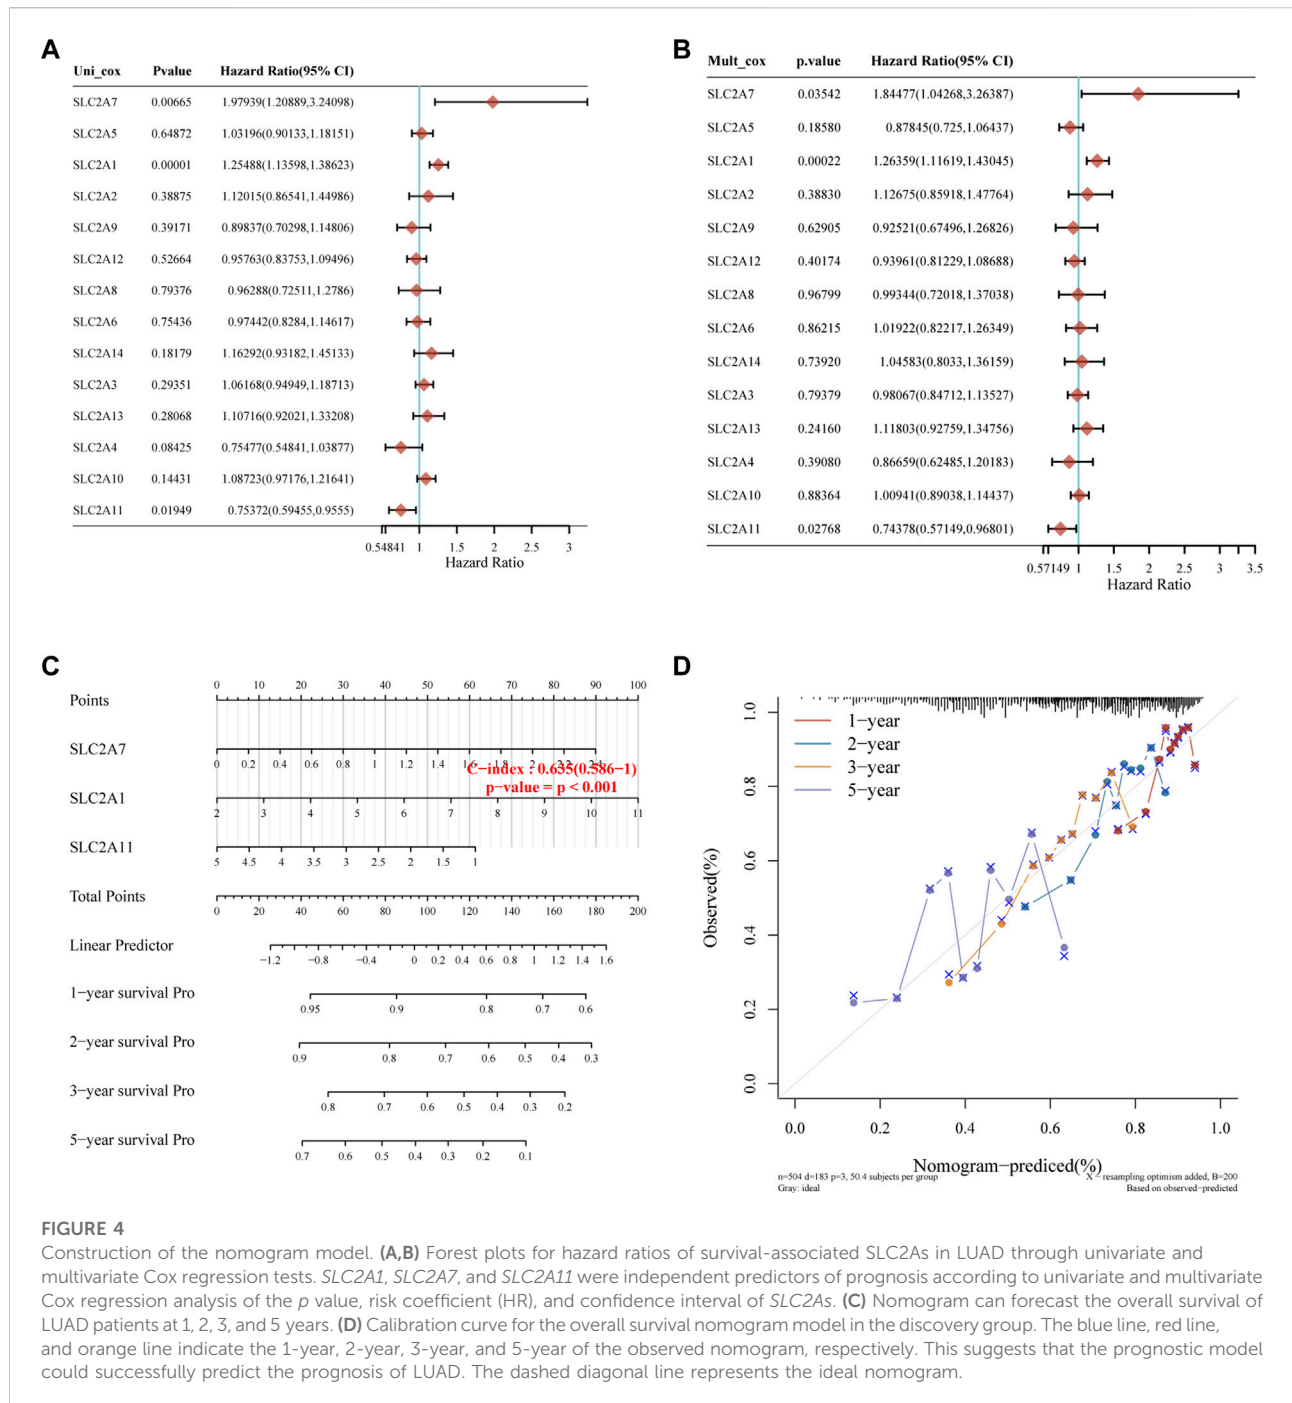 A
Uni_cox Pvalue Hazard Ratio(95% CI)
SLC2A7 0.00665 1.97939(1.20889,3.24098)
SLC2A5 0.64872 1.03196(0.90133,1.18151)
SLC2A1 0.00001 1.25488(1.13598,1.38623)
SLC2A2 0.38875 1.12015(0.86541,1.44986)
SLC2A9 0.39171 0.89837(0.70298,1.14806)
SLC2A12 0.52664 0.95763(0.83753,1.09496)
SLC2A8 0.79376 0.96288(0.72511,1.2786)
SLC2A6 0.75436 0.97442(0.8284,1.14617)
SLC2A14 0.18179 1.16292(0.93182,1.45133)
SLC2A3 0.29351 1.06168(0.94949,1.18713)
SLC2A13 0.28068 1.10716(0.92021,1.33208)
SLC2A4 0.08425 0.75477(0.54841,1.03877)
SLC2A10 0.14431 1.08723(0.97176,1.21641)
SLC2A11 0.01949 0.75372(0.59455,0.9555)
0.54841 1 1.5 2 2.5 3
Hazard Ratio
B
Mult_cox p.value Hazard Ratio(95% CI)
SLC2A7 0.03542 1.84477(1.04268,3.26387)
SLC2A5 0.18580 0.87845(0.725,1.06437)
SLC2A1 0.00022 1.26359(1.11619,1.43045)
SLC2A2 0.38830 1.12675(0.85918,1.47764)
SLC2A9 0.62905 0.92521(0.67496,1.26826)
SLC2A12 0.40174 0.93961(0.81229,1.08688)
SLC2A8 0.96799 0.99344(0.72018,1.37038)
SLC2A6 0.86215 1.01922(0.82217,1.26349)
SLC2A14 0.73920 1.04583(0.8033,1.36159)
SLC2A3 0.79379 0.98067(0.84712,1.13527)
SLC2A13 0.24160 1.11803(0.92759,1.34756)
SLC2A4 0.39080 0.86659(0.62485,1.20183)
SLC2A10 0.88364 1.00941(0.89038,1.14437)
SLC2A11 0.02768 0.74378(0.57149,0.96801)
0.57149 1 1.5 2 2.5 3 3.5
Hazard Ratio
C
Points 0 10 20 30 40 50 60 70 80 90 100
SLC2A7 0 0.2 0.4 0.6 0.8 1 1.2 1.4 1.6 1.8 2 2.2 2.4
C−index : 0.635(0.586−1)
p−value = p < 0.001
SLC2A1 2 3 4 5 6 7 8 9 10 11
SLC2A11 5 4.5 4 3.5 3 2.5 2 1.5 1
Total Points 0 20 40 60 80 100 120 140 160 180 200
Linear Predictor −1.2 −0.8 −0.4 0 0.2 0.4 0.6 0.8 1 1.2 1.4 1.6
1−year survival Pro 0.95 0.9 0.8 0.7 0.6
2−year survival Pro 0.9 0.8 0.7 0.6 0.5 0.4 0.3
3−year survival Pro 0.8 0.7 0.6 0.5 0.4 0.3 0.2
5−year survival Pro 0.7 0.6 0.5 0.4 0.3 0.2 0.1
D
1−year
2−year
3−year
5−year
Observed(%)
1.0
0.8
0.6
0.4
0.2
0.0
0.0 0.2 0.4 0.6 0.8 1.0
Nomogram−prediced(%)
n=504 d=183 p=3, 50.4 subjects per group X − resampling optimism added, B=200
Gray: ideal Based on observed−predicted
FIGURE 4
Construction of the nomogram model. (A,B) Forest plots for hazard ratios of survival-associated SLC2As in LUAD through univariate and
multivariate Cox regression tests. SLC2A1, SLC2A7, and SLC2A11 were independent predictors of prognosis according to univariate and multivariate
Cox regression analysis of the p value, risk coefficient (HR), and confidence interval of SLC2As. (C) Nomogram can forecast the overall survival of
LUAD patients at 1, 2, 3, and 5 years. (D) Calibration curve for the overall survival nomogram model in the discovery group. The blue line, red line,
and orange line indicate the 1-year, 2-year, 3-year, and 5-year of the observed nomogram, respectively. This suggests that the prognostic model
could successfully predict the prognosis of LUAD. The dashed diagonal line represents the ideal nomogram.